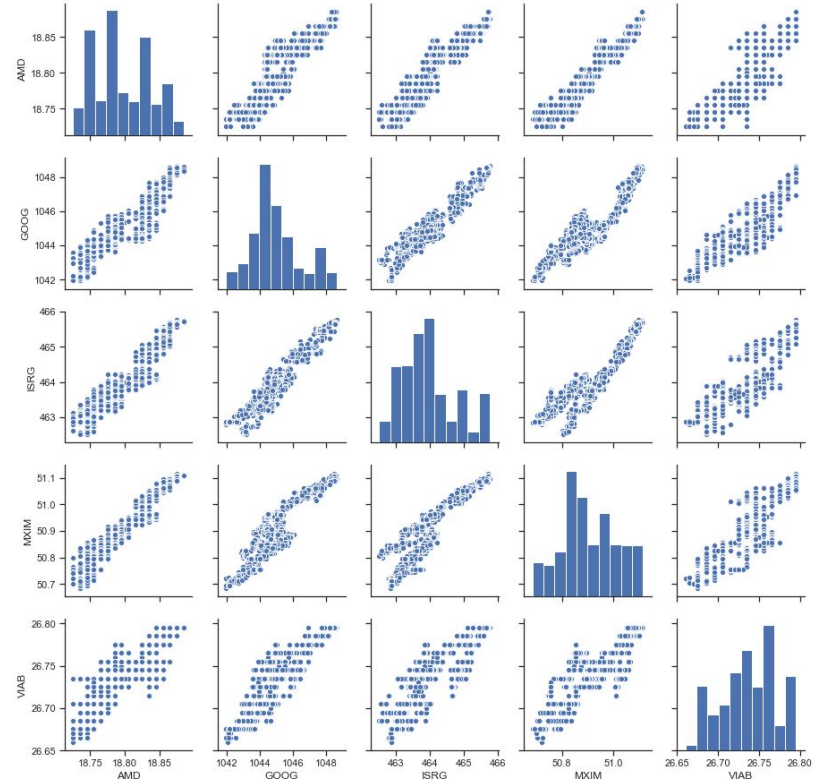 AMD
18.85
18.80
18.75
GOOG
1048
1046
1044
1042
ISRG
466
465
464
463
MXIM
51.1
51.0
50.9
50.8
50.7
VIAB
26.80
26.75
26.70
26.65
18.75 18.80 18.85
1042 1044 1046 1048
463 464 465 466
50.8 51.0
26.65 26.70 26.75 26.80
AMD GOOG ISRG MXIM VIAB